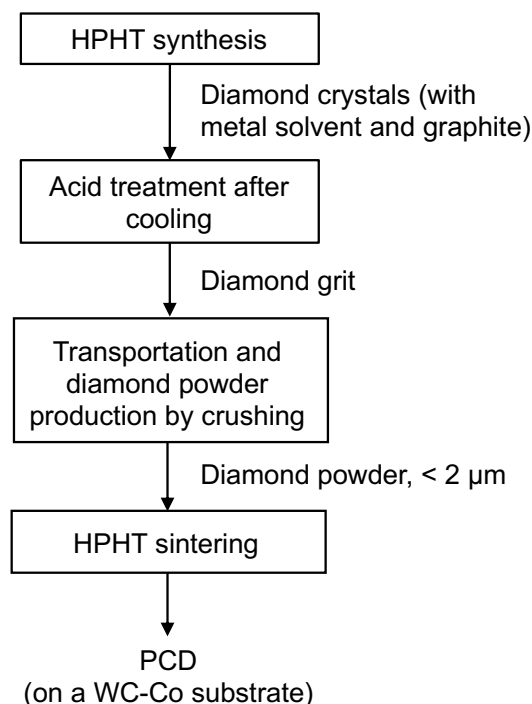 HPHT synthesis
Diamond crystals (with
metal solvent and graphite)
Acid treatment after
cooling
Diamond grit
Transportation and
diamond powder
production by crushing
Diamond powder, < 2 µm
HPHT sintering
PCD
(on a WC-Co substrate)